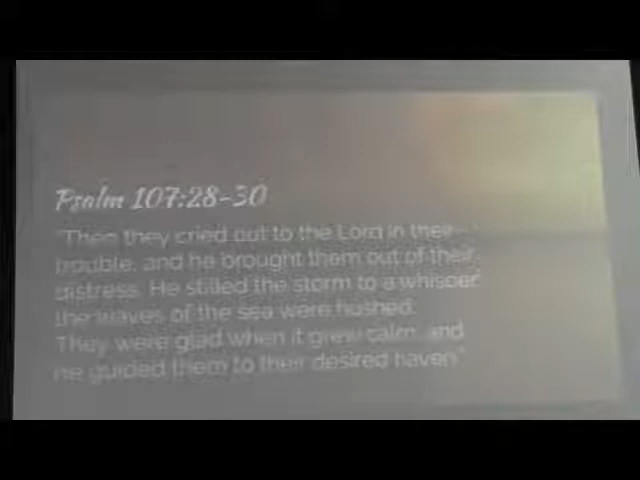 Psalm 107:28-30
"Then they cried out to the Lord in their
trouble, and he brought them out of their
distress. He stilled the storm to a whisper
the waves of the sea were hushed.
They were glad when it grew calm, and
he guided them to their desired haven"